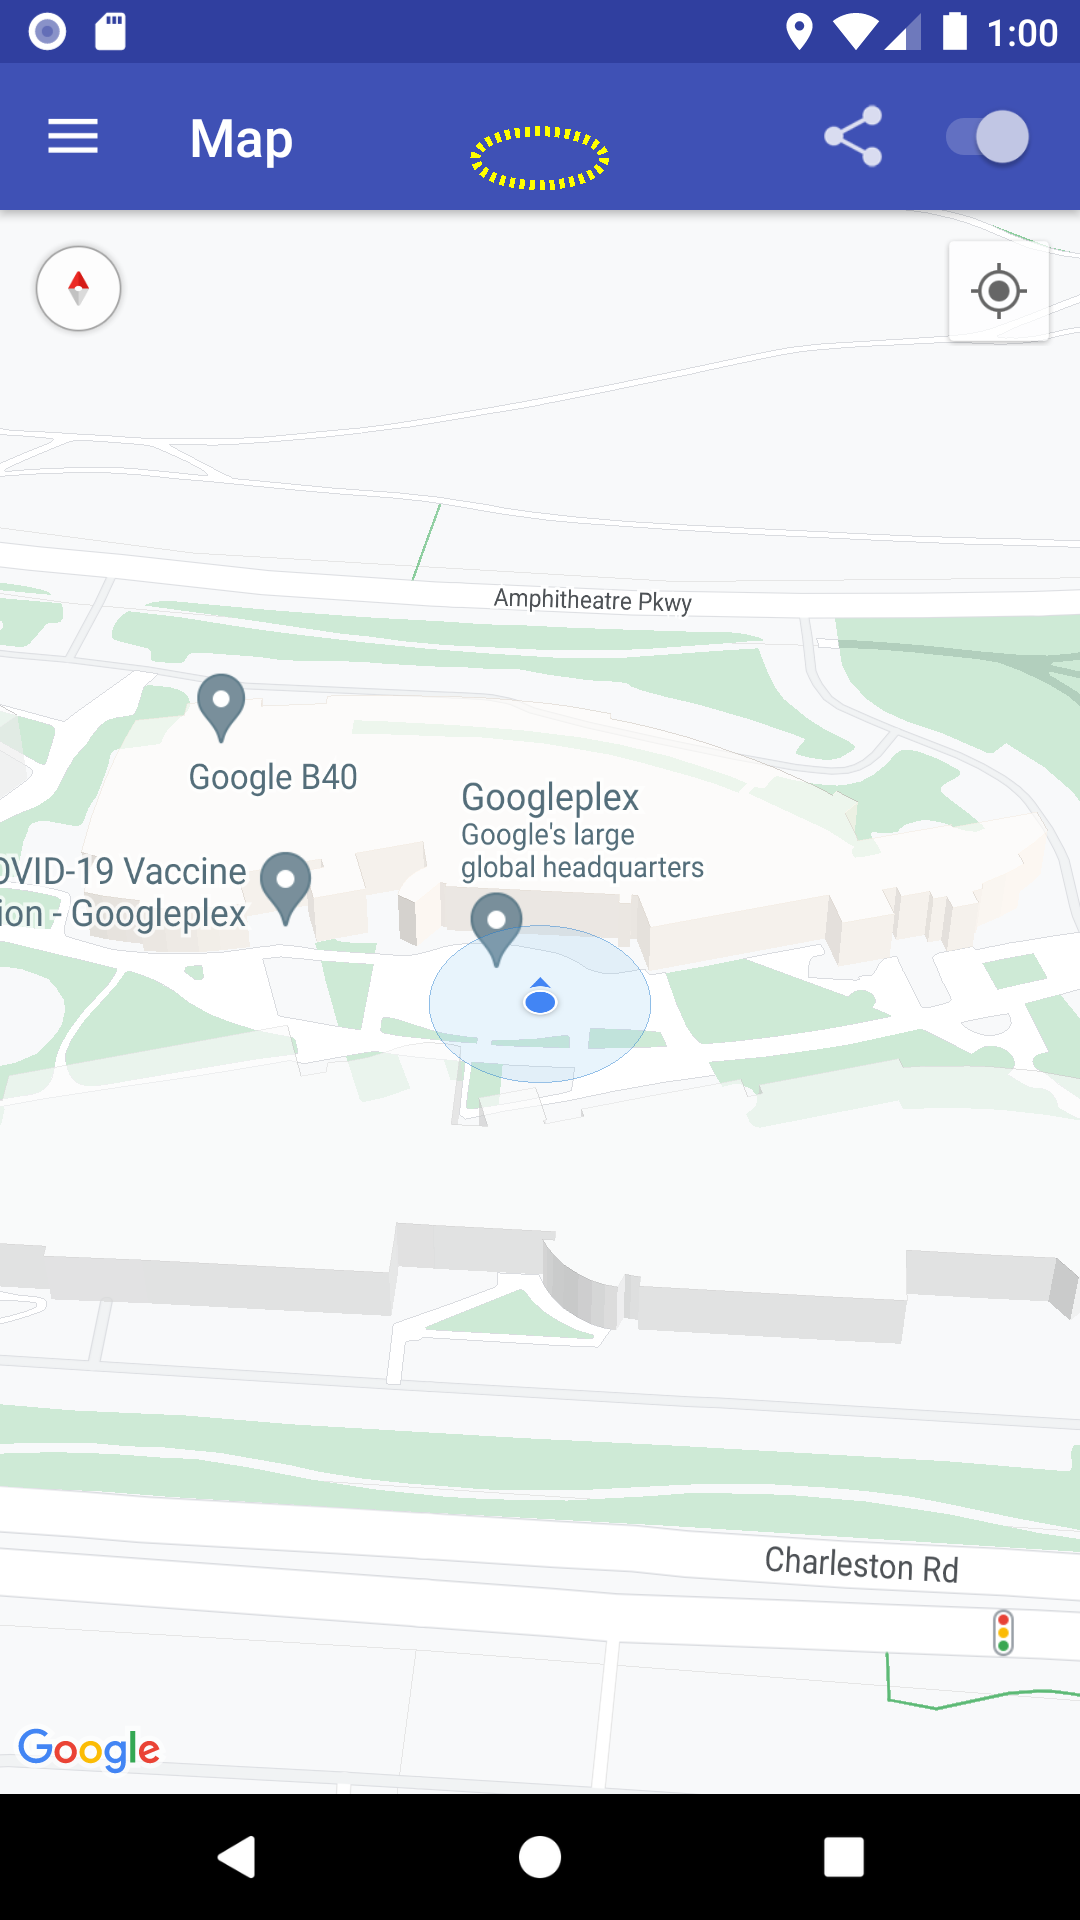 1:00
Map
Amphitheatre Pkwy
Google B40
Googleplex
Google's large
global headquarters
OVID-19 Vaccine
ion - Googleplex
Charleston Rd
Google